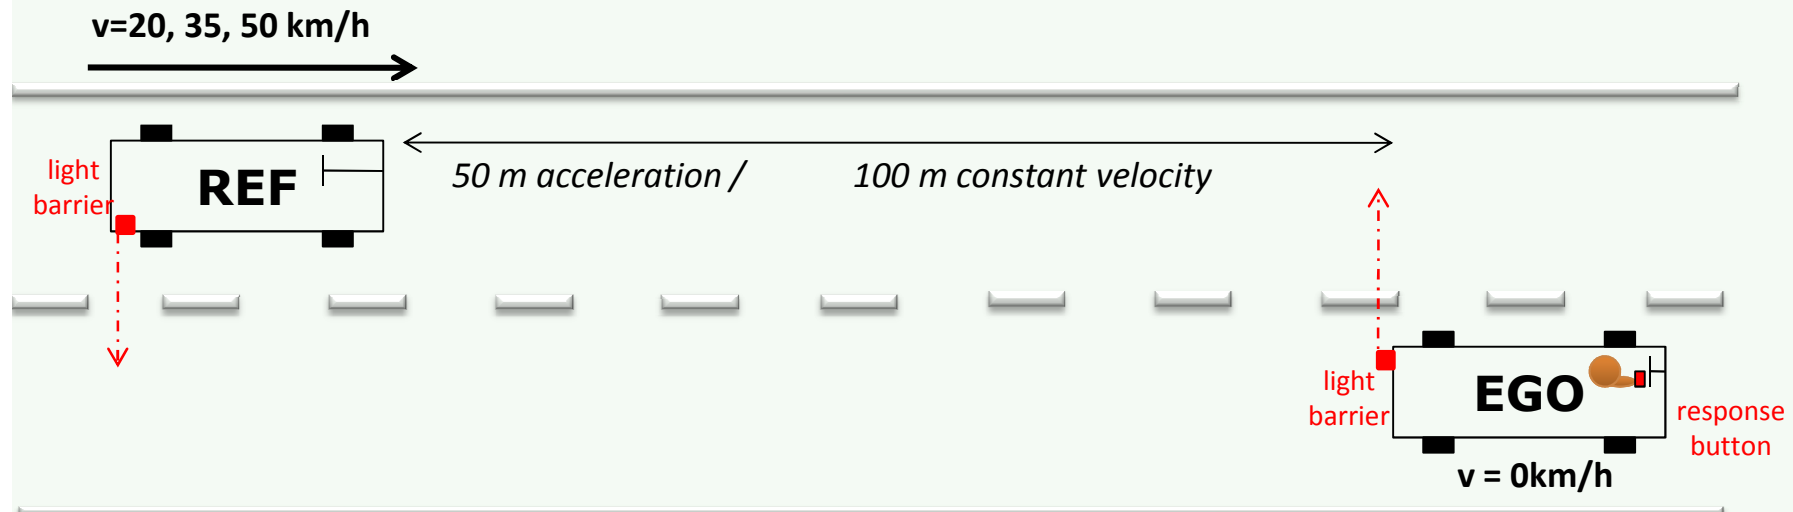 v=20, 35, 50 km/h
light
barrier
REF
50 m acceleration / 100 m constant velocity
light
barrier
EGO
response
button
v = 0km/h